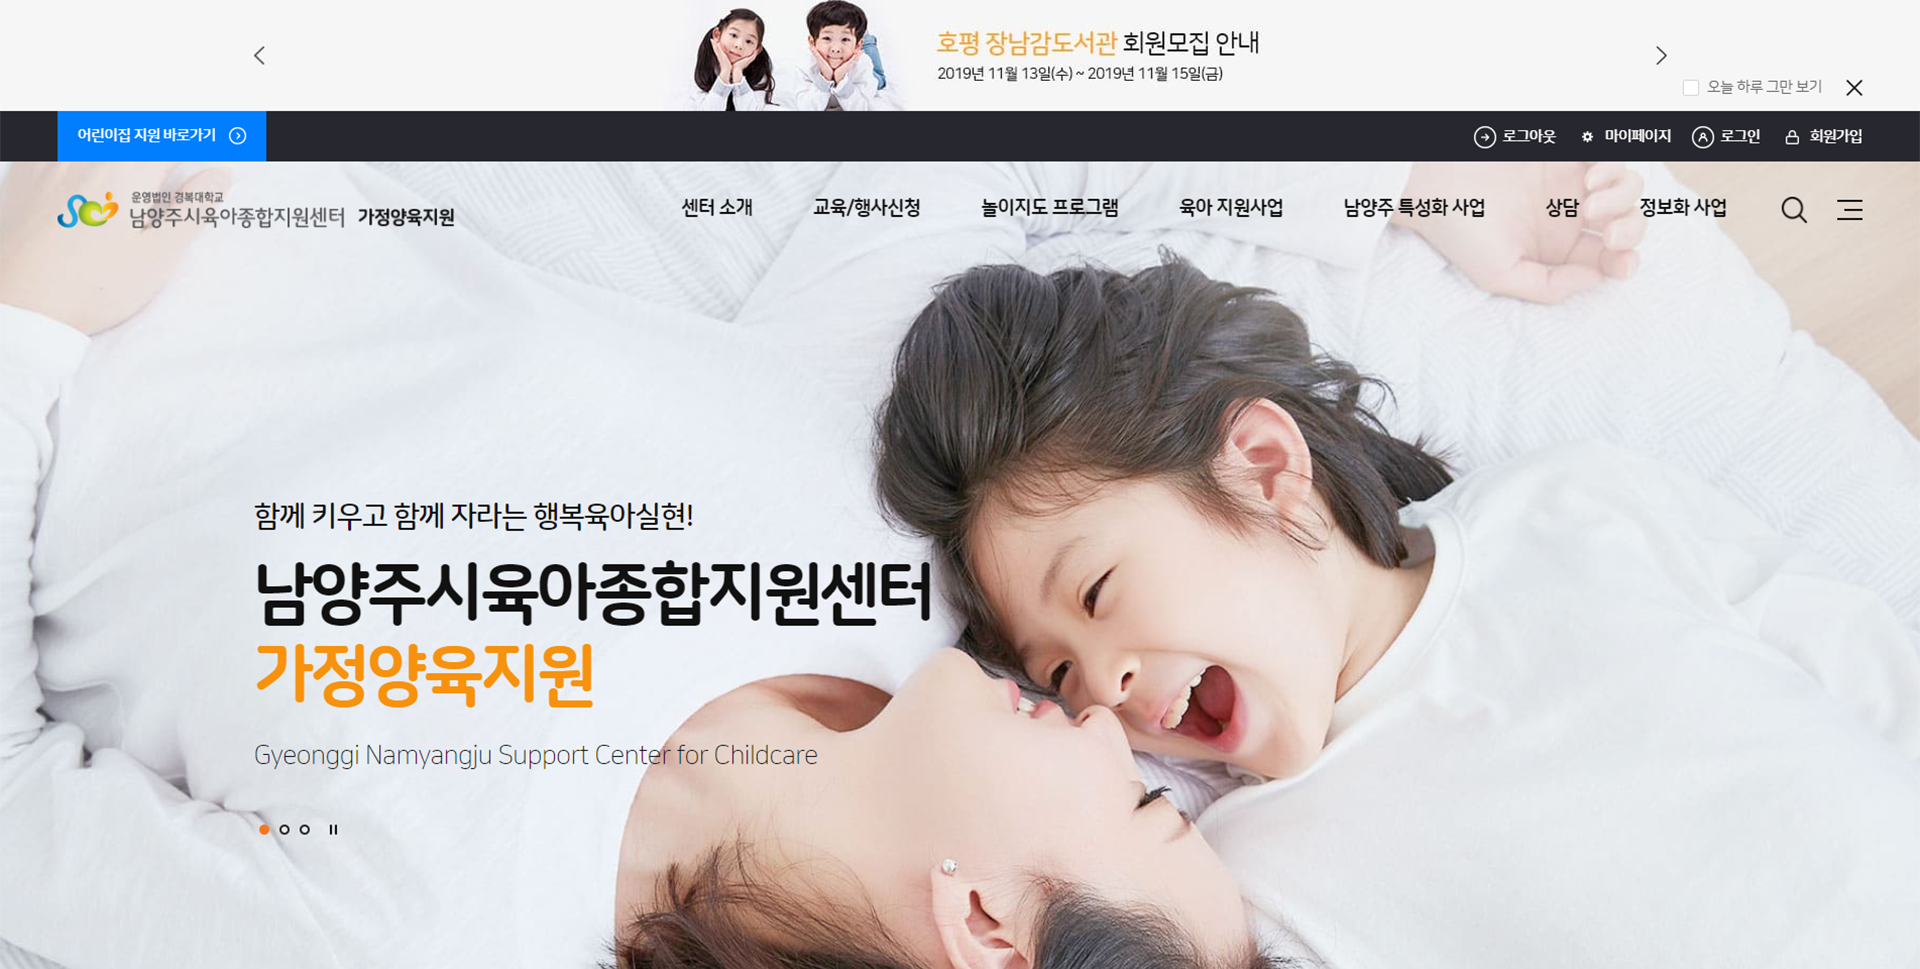 호평 장남감도서관 회원모집 안내
2019년 11월 13일(수) ~ 2019년 11월 15일(금)
오늘 하루 그만 보기
어린이집 지원 바로가기
로그아웃 마이페이지 로그인 회원가입
운영법인 경복대학교
남양주시육아종합지원센터 가정양육지원
센터 소개 교육/행사신청 놀이지도 프로그램 육아 지원사업 남양주 특성화 사업 상담 정보화 사업
함께 키우고 함께 자라는 행복육아실현!
남양주시육아종합지원센터
가정양육지원
Gyeonggi Namyangju Support Center for Childcare